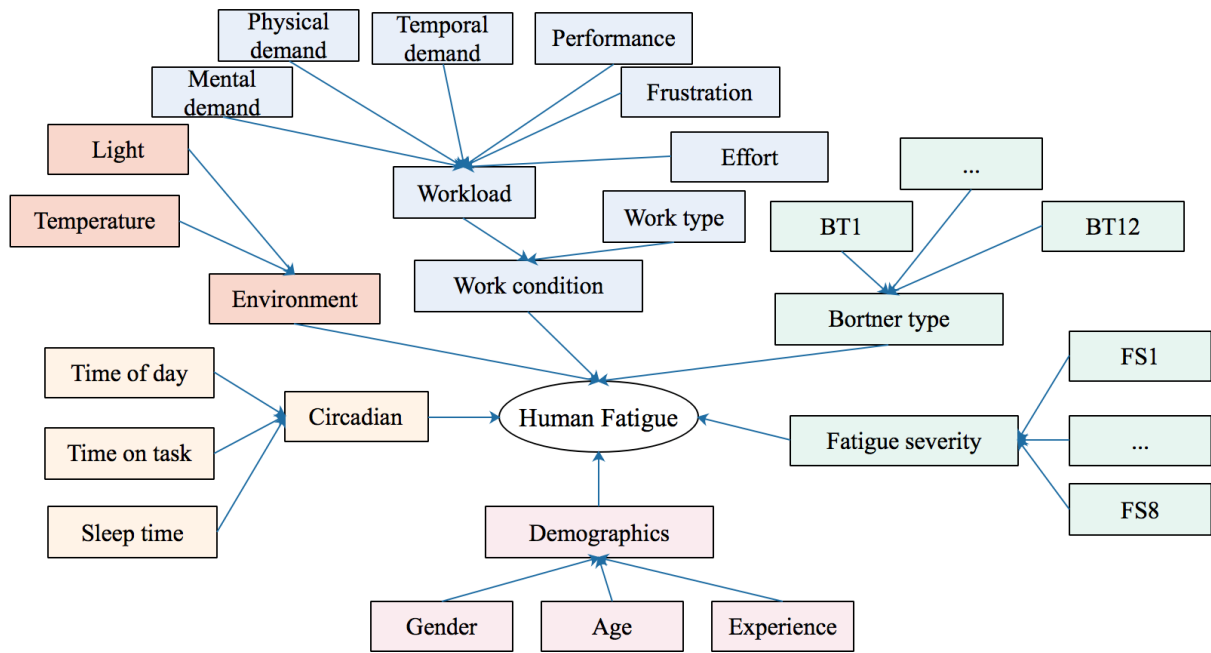 Physical
demand
Temporal
demand
Performance
Mental
demand
Frustration
Light
Effort
...
Workload
Temperature
Work type
BT1
BT12
Environment
Work condition
Bortner type
Time of day
FS1
Circadian
Human Fatigue
Fatigue severity
...
Time on task
FS8
Sleep time
Demographics
Gender
Age
Experience